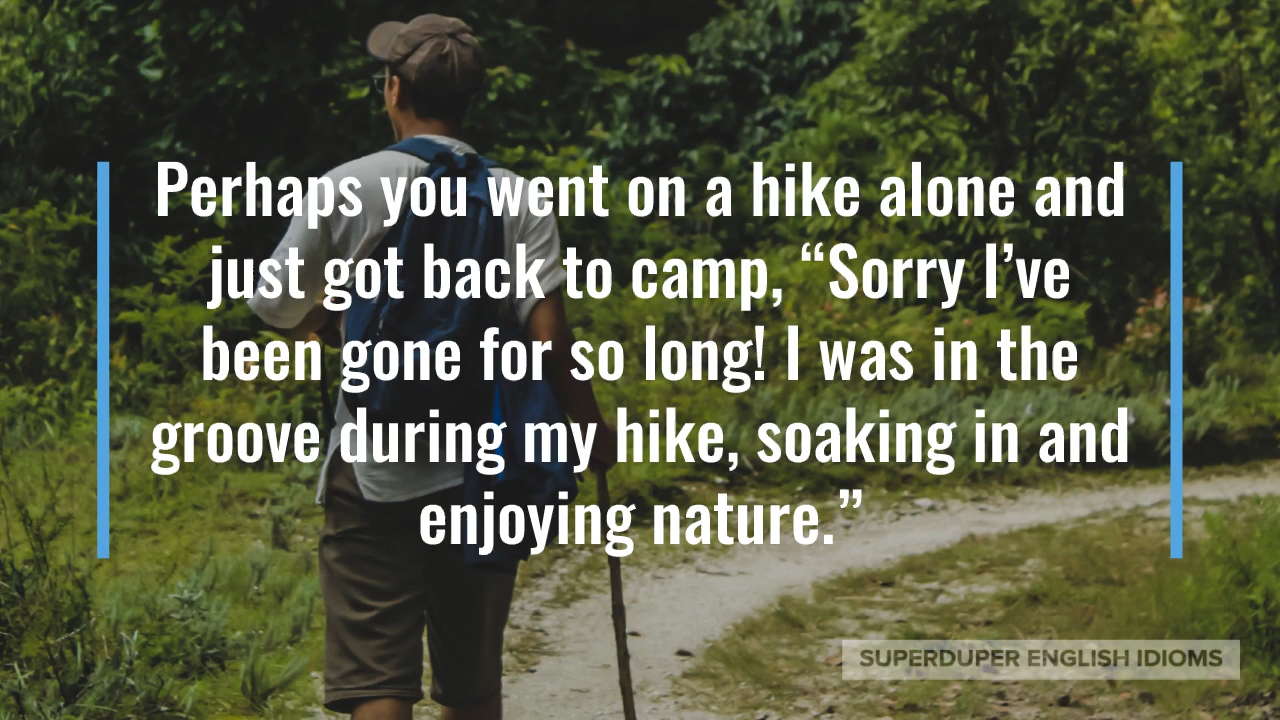 Perhaps you went on a hike alone and
just got back to camp, “Sorry I’ve
been gone for so long! I was in the
groove during my hike, soaking in and
enjoying nature.”
SUPERDUPER ENGLISH IDIOMS